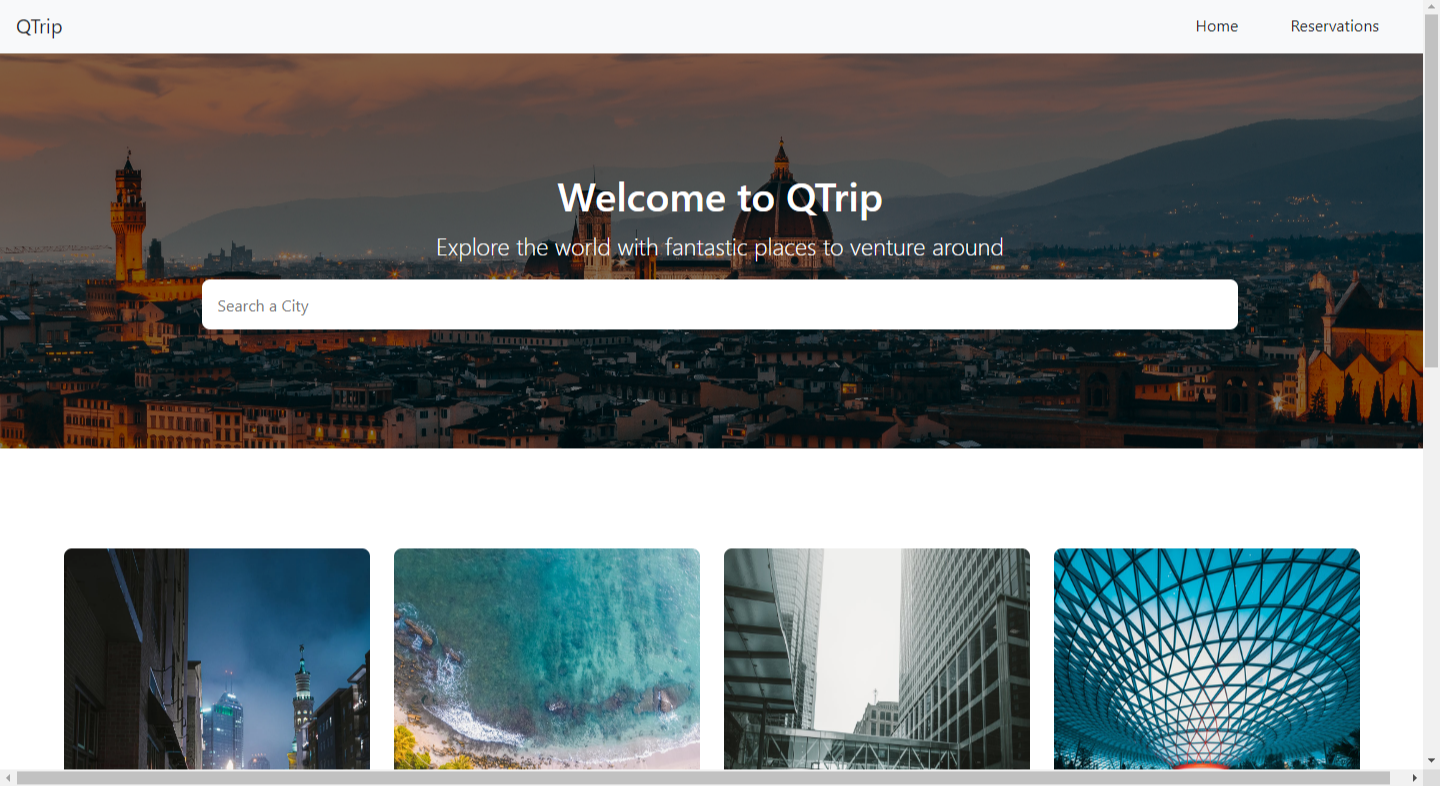 QTrip
Home
Reservations
Welcome to QTrip
Explore the world with fantastic places to venture around
Search a City